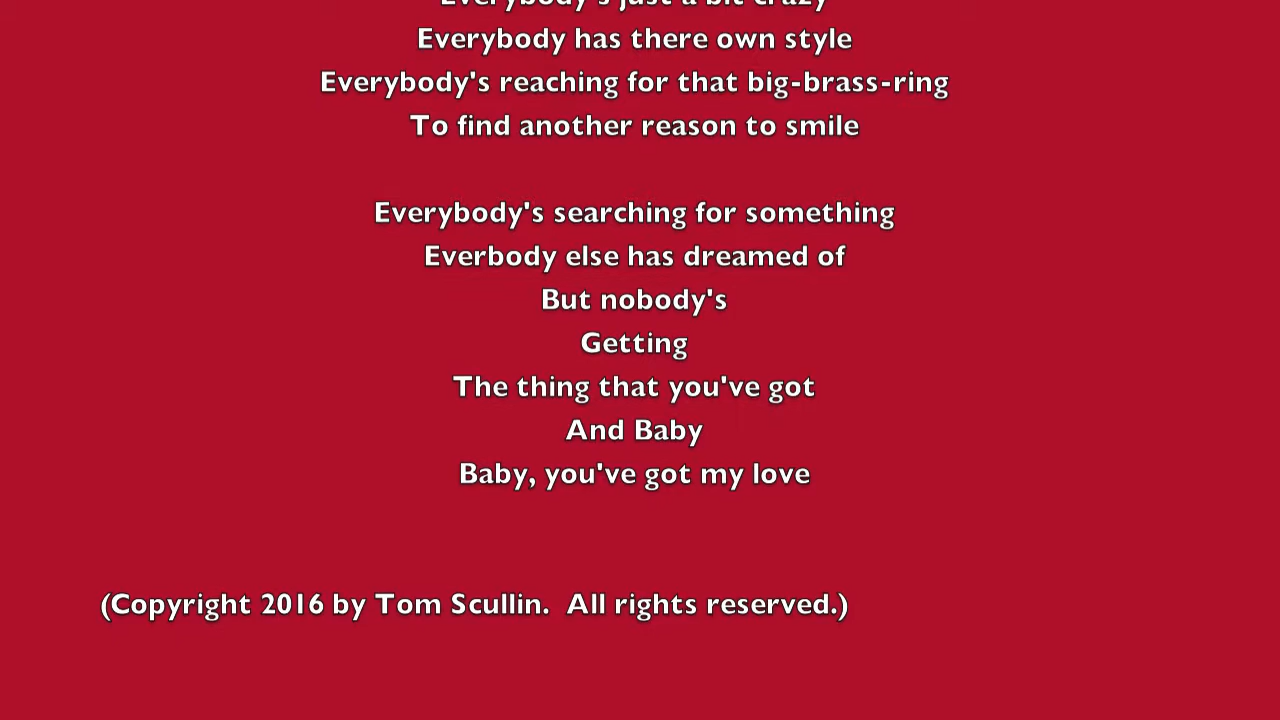 Everybody's just a bit crazy
Everybody has there own style
Everybody's reaching for that big-brass-ring
To find another reason to smile
Everybody's searching for something
Everbody else has dreamed of
But nobody's
Getting
The thing that you've got
And Baby
Baby, you've got my love
(Copyright 2016 by Tom Scullin.  All rights reserved.)